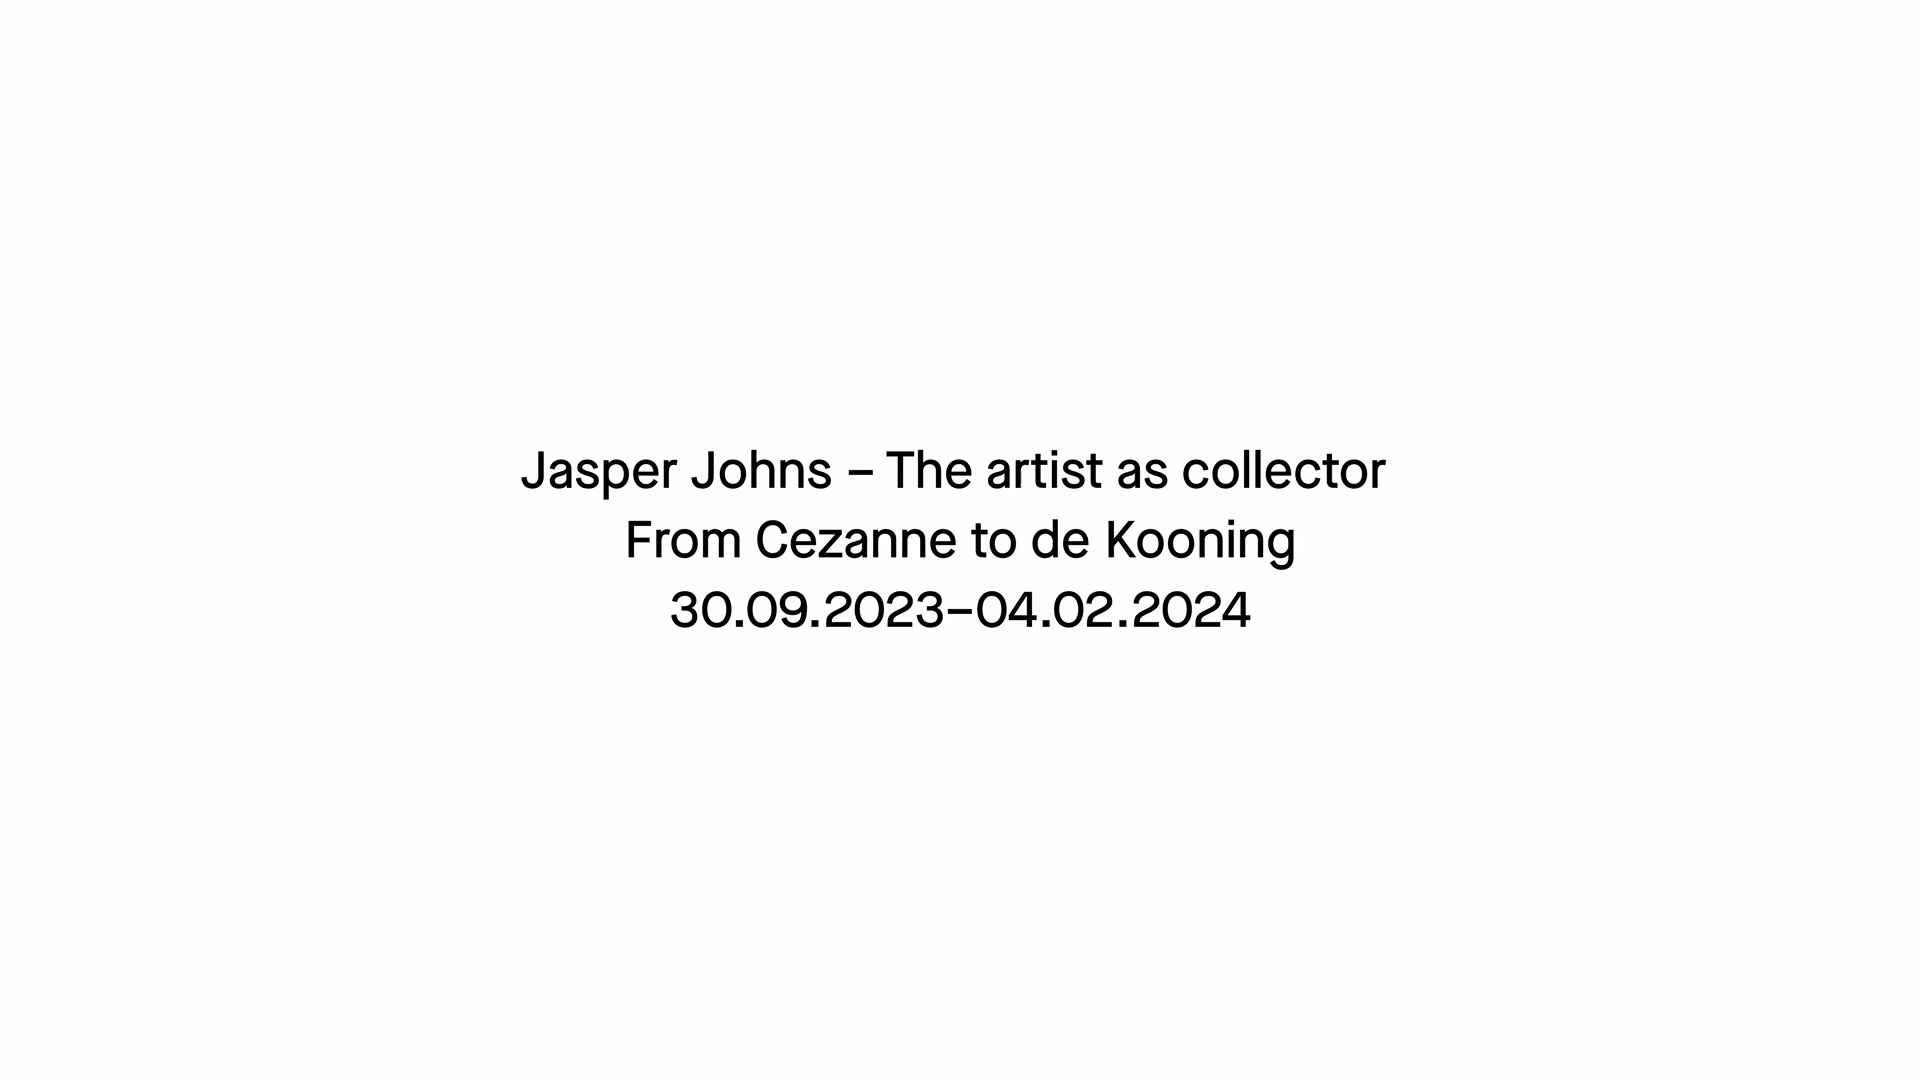 Jasper Johns – The artist as collector
From Cezanne to de Kooning
30.09.2023–04.02.2024